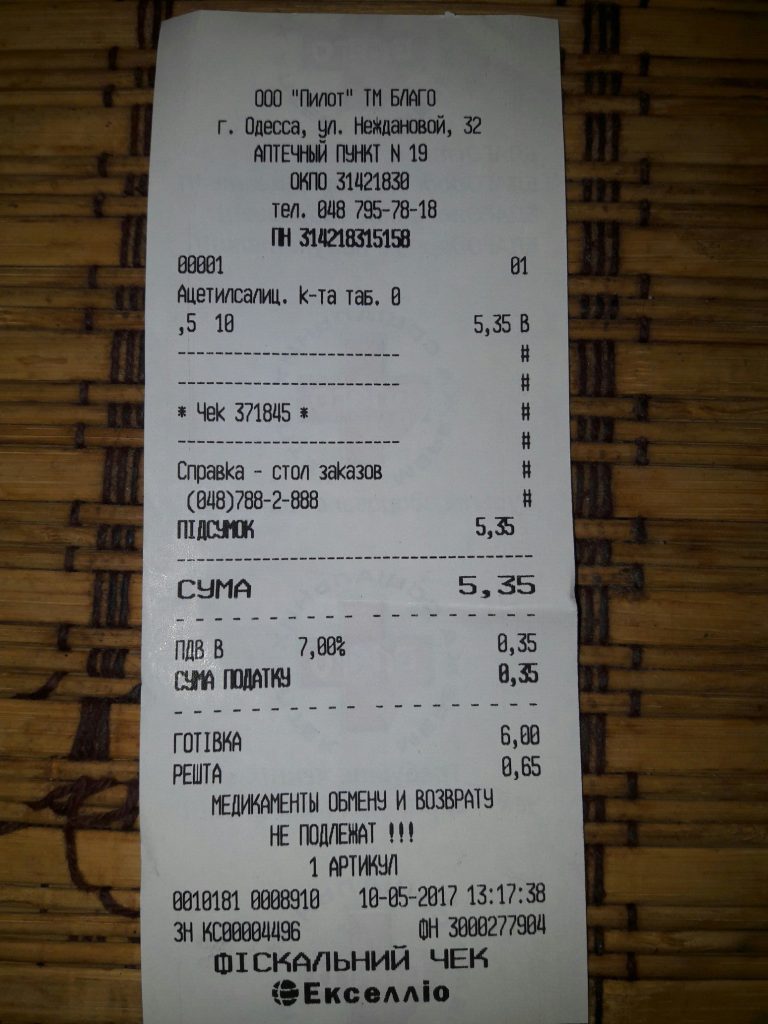 ООО "Пилот" ТМ БЛАГО
г. Одесса, ул. Неждановой, 32
АПТЕЧНЫЙ ПУНКТ N 19
ОКПО 31421830
тел. 048 795-78-18
ПН 314218315158
00001 01
Ацетилсалиц. к-та таб. 0
,5 10 5,35 В
------------------------ #
------------------------ #
* Чек 371845 * #
------------------------ #
Справка - стол заказов #
(048)788-2-888 #
ПІДСУМОК 5,35
СУМА 5,35
ПДВ В 7,00% 0,35
СУМА ПОДАТКУ 0,35
ГОТІВКА 6,00
РЕШТА 0,65
МЕДИКАМЕНТЫ ОБМЕНУ И ВОЗВРАТУ
НЕ ПОДЛЕЖАТ !!!
1 АРТИКУЛ
0010181 0008910 10-05-2017 13:17:38
ЗН КС00004496 ФН 3000277904
ФІСКАЛЬНИЙ ЧЕК
Екселліо